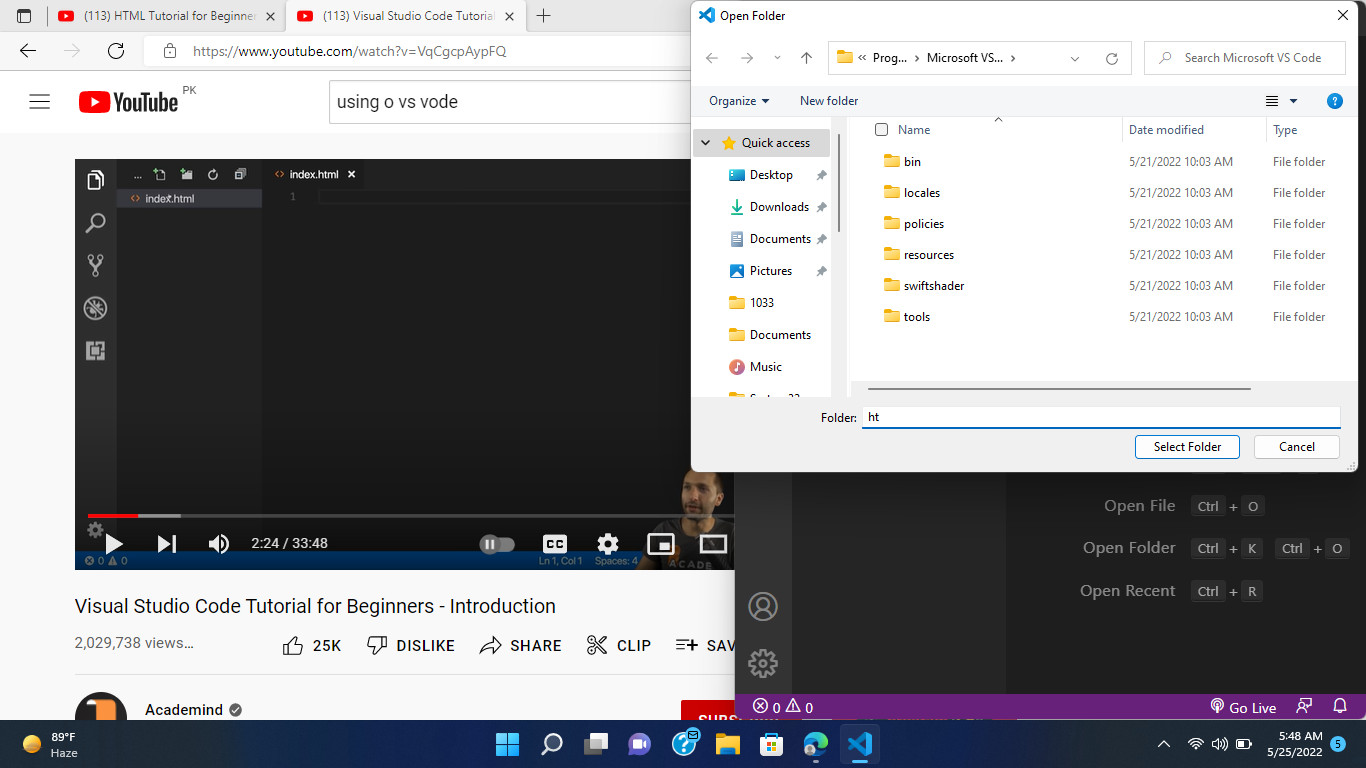 (113) HTML Tutorial for Beginner
(113) Visual Studio Code Tutorial
https://www.youtube.com/watch?v=VqCgcpAypFQ
YouTube PK
using o vs vode
... index.html
index.html
1
2:24 / 33:48
CC
ACADE
0 0
Ln 1, Col 1 Spaces: 4
Visual Studio Code Tutorial for Beginners - Introduction
2,029,738 views...
25K DISLIKE SHARE CLIP SAV
Academind
Open Folder
« Prog... › Microsoft VS... ›
Search Microsoft VS Code
Organize New folder
?
Quick access
Desktop
Downloads
Documents
Pictures
1033
Documents
Music
Name Date modified Type
bin 5/21/2022 10:03 AM File folder
locales 5/21/2022 10:03 AM File folder
policies 5/21/2022 10:03 AM File folder
resources 5/21/2022 10:03 AM File folder
swiftshader 5/21/2022 10:03 AM File folder
tools 5/21/2022 10:03 AM File folder
Folder: ht
Select Folder Cancel
Open File Ctrl + O
Open Folder Ctrl + K Ctrl + O
Open Recent Ctrl + R
0 0 Go Live
89°F
Haze
5:48 AM
5/25/2022 5